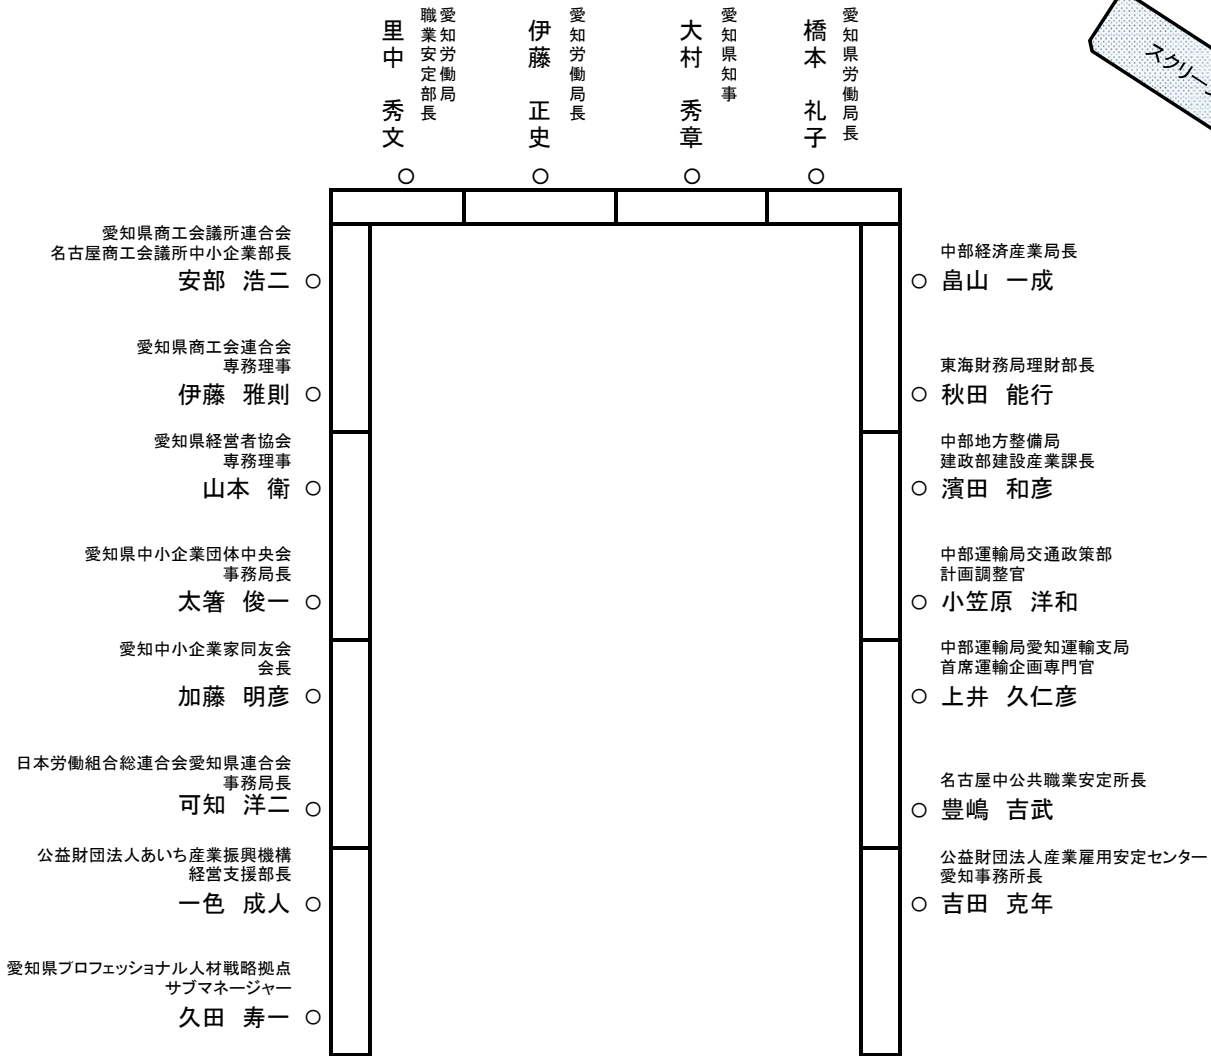 愛知労働局
職業安定部長
里中 秀文
愛知労働局長
伊藤 正史
愛知県知事
大村 秀章
愛知県労働局長
橋本 礼子
スクリーン
愛知県商工会議所連合会
名古屋商工会議所中小企業部長
安部 浩二
愛知県商工会連合会
専務理事
伊藤 雅則
愛知県経営者協会
専務理事
山本 衛
愛知県中小企業団体中央会
事務局長
太箸 俊一
愛知中小企業家同友会
会長
加藤 明彦
日本労働組合総連合会愛知県連合会
事務局長
可知 洋二
公益財団法人あいち産業振興機構
経営支援部長
一色 成人
愛知県プロフェッショナル人材戦略拠点
サブマネージャー
久田 寿一
中部経済産業局長
畠山 一成
東海財務局理財部長
秋田 能行
中部地方整備局
建政部建設産業課長
濱田 和彦
中部運輸局交通政策部
計画調整官
小笠原 洋和
中部運輸局愛知運輸支局
首席運輸企画専門官
上井 久仁彦
名古屋中公共職業安定所長
豊嶋 吉武
公益財団法人産業雇用安定センター
愛知事務所長
吉田 克年